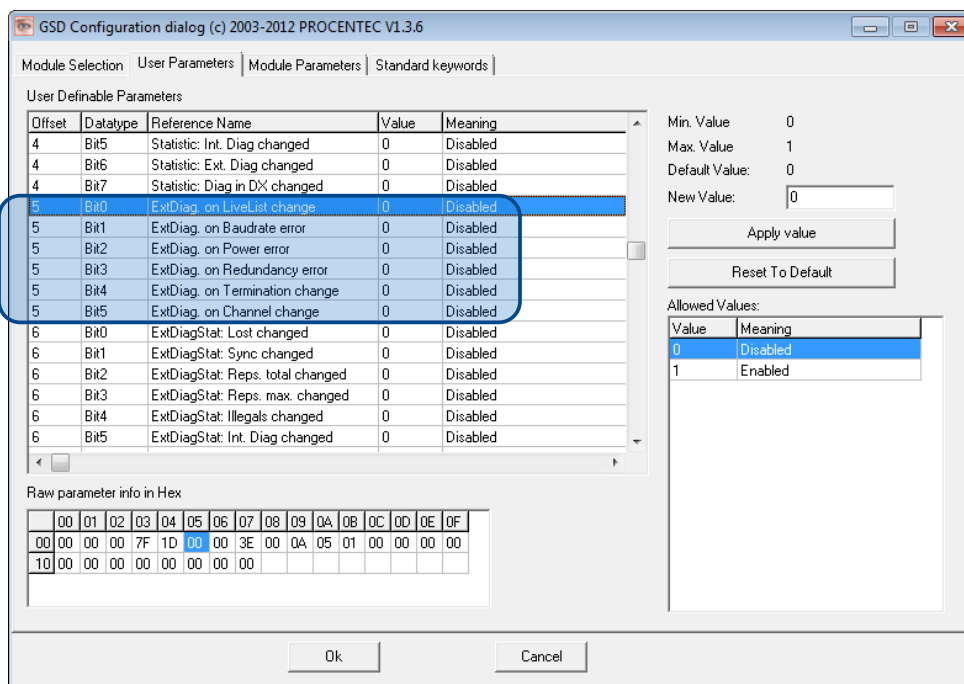 GSD Configuration dialog (c) 2003-2012 PROCENTEC V1.3.6
Module Selection User Parameters Module Parameters Standard keywords
User Definable Parameters
Offset Datatype Reference Name Value Meaning
4 Bit5 Statistic: Int. Diag changed 0 Disabled
4 Bit6 Statistic: Ext. Diag changed 0 Disabled
4 Bit7 Statistic: Diag in DX changed 0 Disabled
5 Bit0 ExtDiag. on LiveList change 0 Disabled
5 Bit1 ExtDiag. on Baudrate error 0 Disabled
5 Bit2 ExtDiag. on Power error 0 Disabled
5 Bit3 ExtDiag. on Redundancy error 0 Disabled
5 Bit4 ExtDiag. on Termination change 0 Disabled
5 Bit5 ExtDiag. on Channel change 0 Disabled
6 Bit0 ExtDiagStat: Lost changed 0 Disabled
6 Bit1 ExtDiagStat: Sync changed 0 Disabled
6 Bit2 ExtDiagStat: Reps. total changed 0 Disabled
6 Bit3 ExtDiagStat: Reps. max. changed 0 Disabled
6 Bit4 ExtDiagStat: Illegals changed 0 Disabled
6 Bit5 ExtDiagStat: Int. Diag changed 0 Disabled
Raw parameter info in Hex
00 01 02 03 04 05 06 07 08 09 0A 0B 0C 0D 0E 0F
00 00 00 00 7F 1D 00 00 3E 00 0A 05 01 00 00 00 00
10 00 00 00 00 00 00 00 00
Min. Value 0
Max. Value 1
Default Value: 0
New Value: 0
Apply value
Reset To Default
Allowed Values:
Value Meaning
0 Disabled
1 Enabled
Ok Cancel